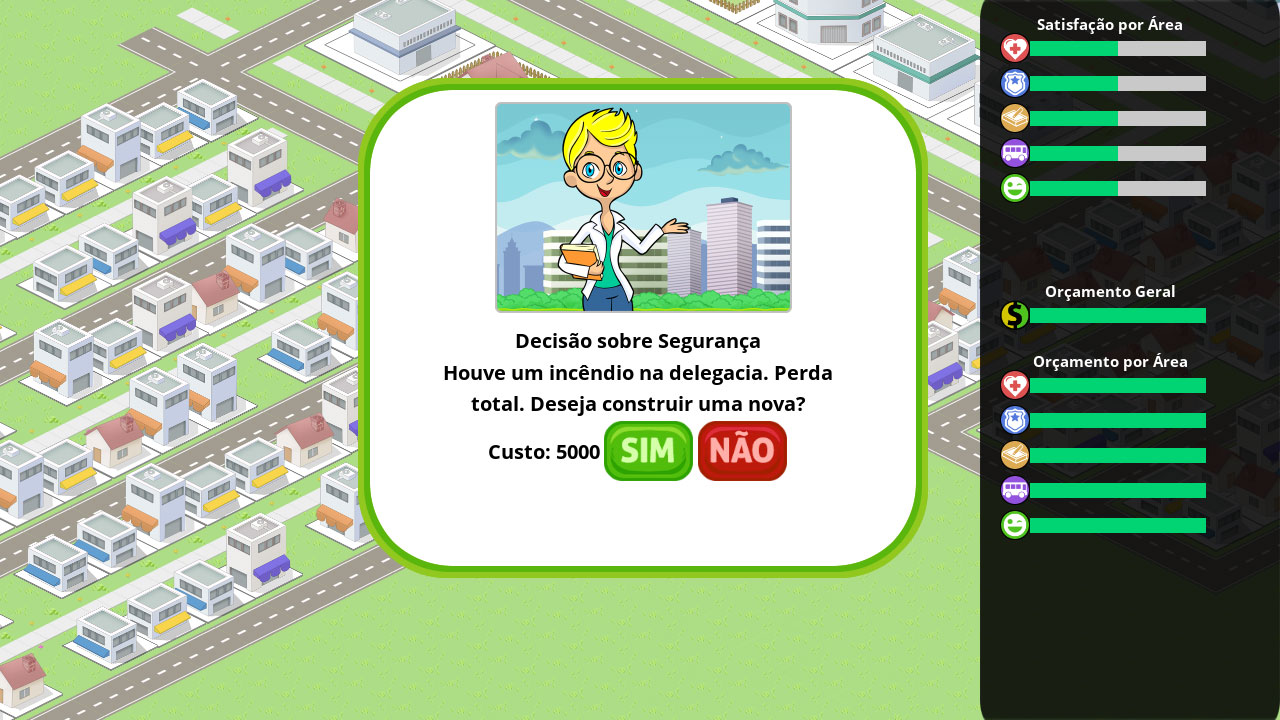 Decisão sobre Segurança
Houve um incêndio na delegacia. Perda
total. Deseja construir uma nova?
Custo: 5000 SIM NÃO
Satisfação por Área
Orçamento Geral
$
Orçamento por Área